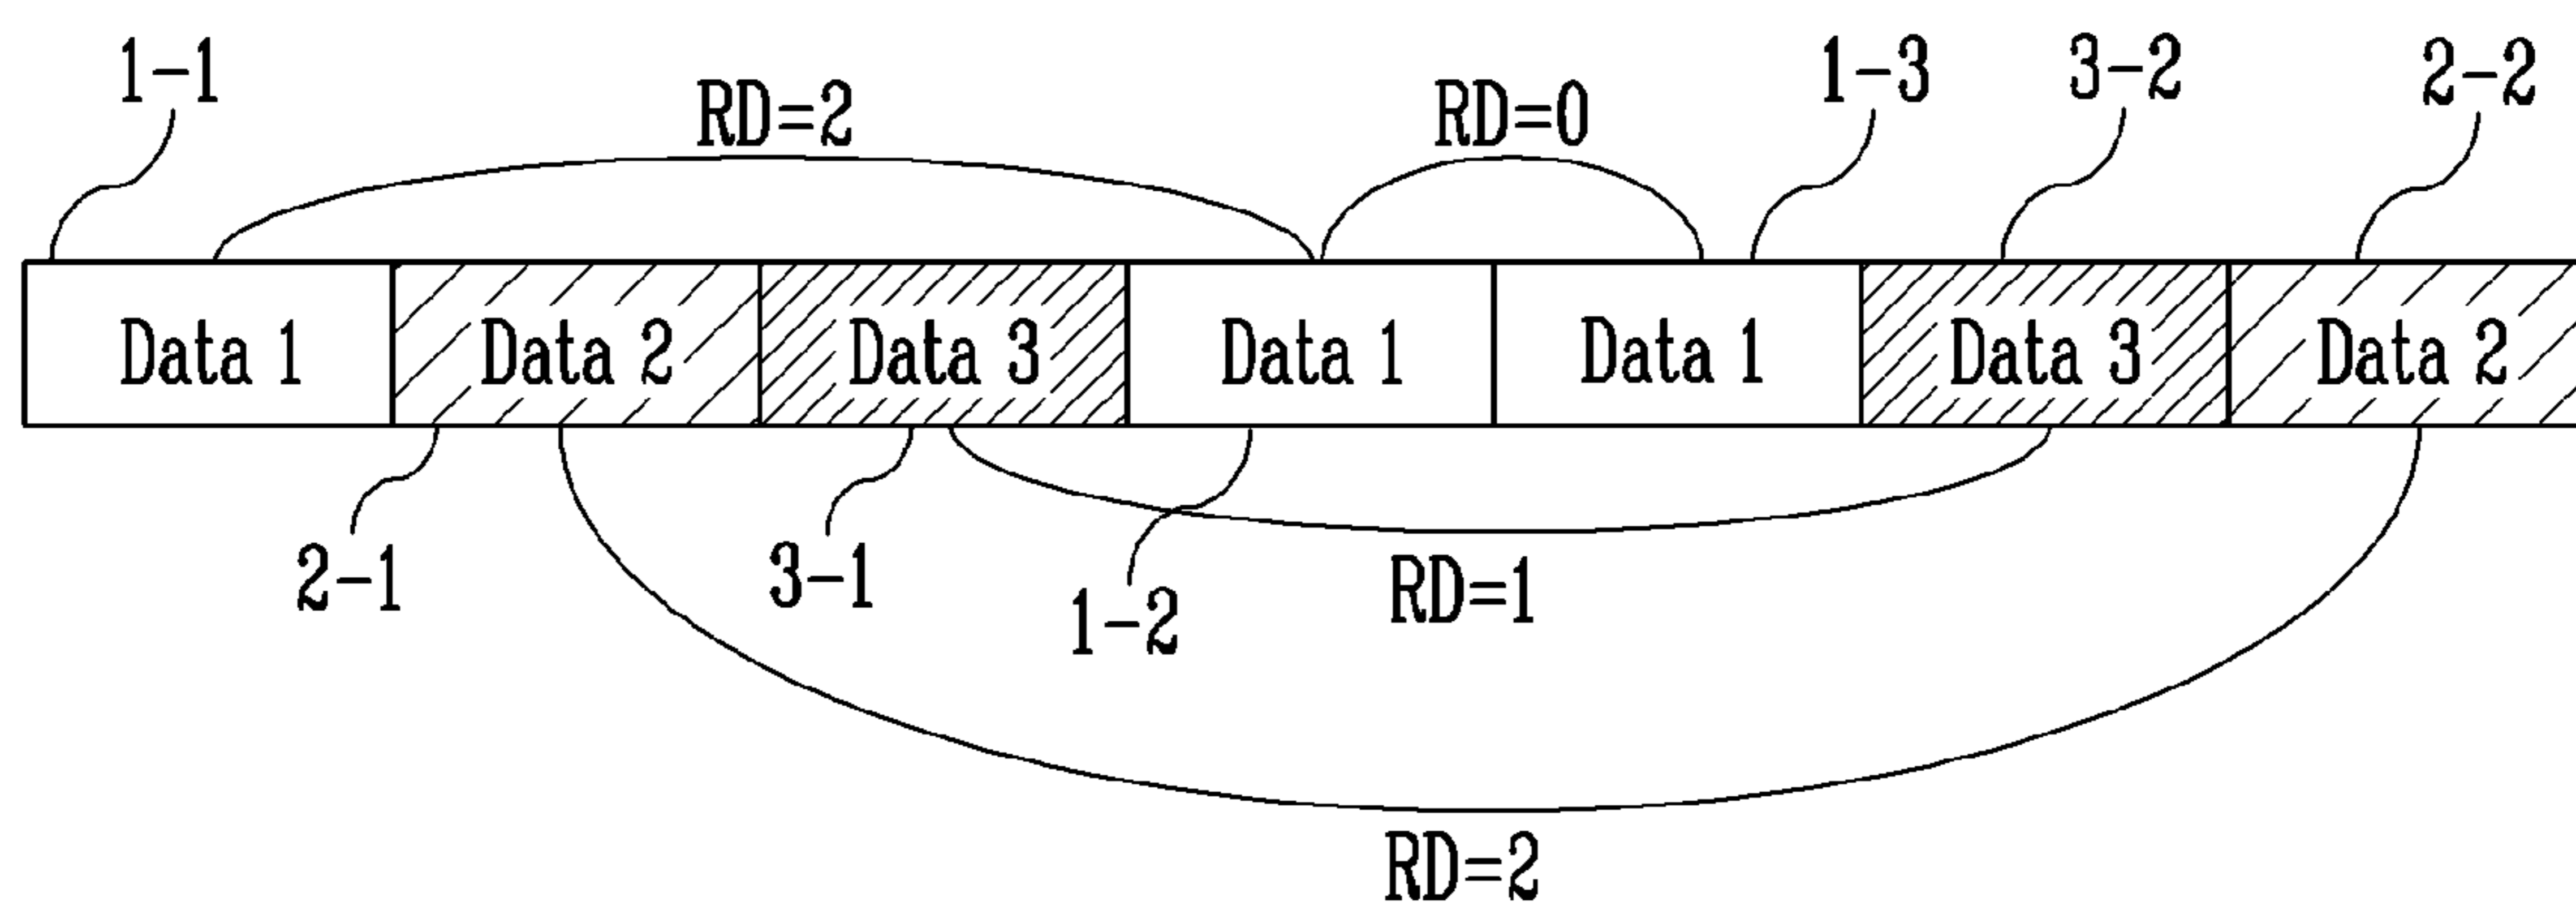 1-1 RD=2 RD=0 1-3 3-2 2-2
Data 1 Data 2 Data 3 Data 1 Data 1 Data 3 Data 2
2-1 3-1 1-2 RD=1
RD=2